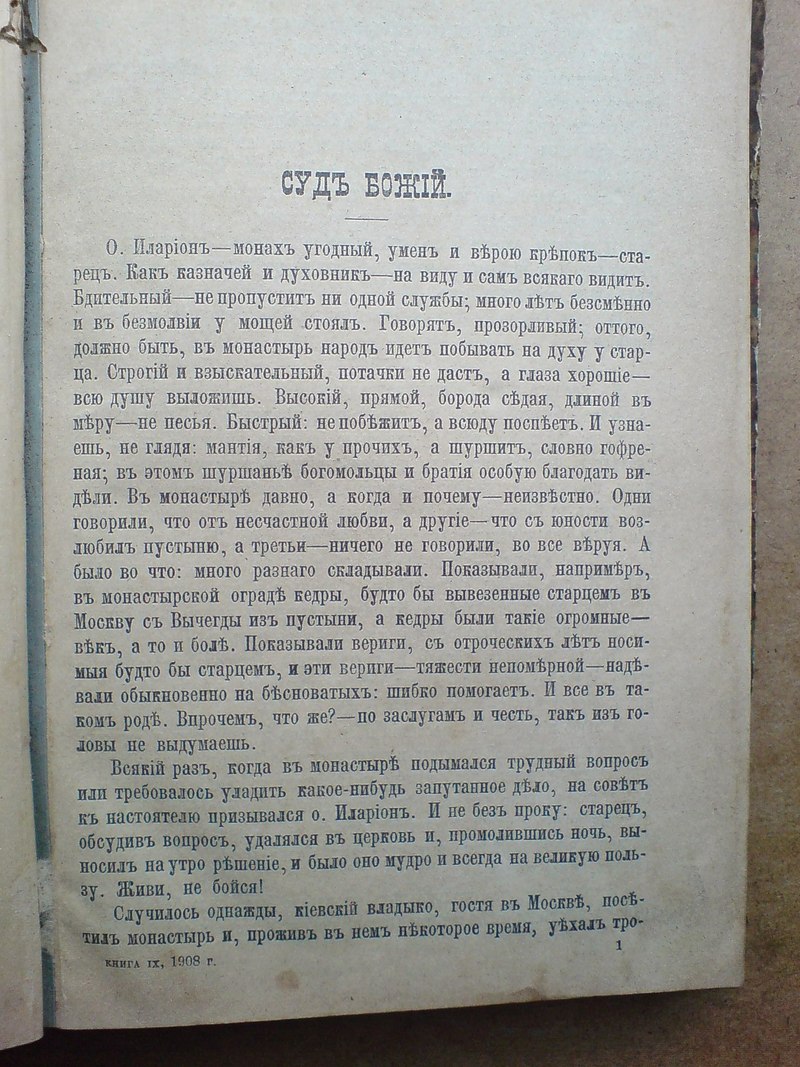 СУДЪ БОЖІЙ.
О. Иларіонъ—монахъ угодный, уменъ и вѣрою крѣпокъ—ста-
рецъ. Какъ казначей и духовникъ—на виду и самъ всякаго видитъ.
Бдительный—не пропуститъ ни одной службы; много лѣтъ безсмѣнно
и въ безмолвіи у мощей стоялъ. Говорятъ, прозорливый; оттого,
должно быть, въ монастырь народъ идетъ побывать на духу у стар-
ца. Строгій и взыскательный, потачки не дастъ, а глаза хорошіе—
всю душу выложишь. Высокій, прямой, борода сѣдая, длиной въ
мѣру—не песья. Быстрый: не побѣжитъ, а всюду поспѣетъ. И узна-
ешь, не глядя: мантія, какъ у прочихъ, а шуршитъ, словно гофре-
ная; въ этомъ шуршаньѣ богомольцы и братія особую благодать ви-
дѣли. Въ монастырѣ давно, а когда и почему—неизвѣстно. Одни
говорили, что отъ несчастной любви, а другіе—что съ юности воз-
любилъ пустыню, а третьи—ничего не говорили, во все вѣруя. А
было во что: много разнаго складывали. Показывали, напримѣръ,
въ монастырской оградѣ кедры, будто бы вывезенные старцемъ въ
Москву съ Вычегды изъ пустыни, а кедры были такіе огромные—
вѣкъ, а то и болѣ. Показывали вериги, съ отроческихъ лѣтъ носи-
мыя будто бы старцемъ, и эти вериги—тяжести непомѣрной—надѣ-
вали обыкновенно на бѣсноватыхъ: шибко помогаетъ. И все въ та-
комъ родѣ. Впрочемъ, что же?—по заслугамъ и честь, такъ изъ го-
ловы не выдумаешь.
Всякій разъ, когда въ монастырѣ подымался трудный вопросъ
или требовалось уладить какое-нибудь запутанное дѣло, на совѣтъ
къ настоятелю призывался о. Иларіонъ. И не безъ проку: старецъ,
обсудивъ вопросъ, удалялся въ церковь и, промолившись ночь, вы-
носилъ на утро рѣшеніе, и было оно мудро и всегда на великую поль-
зу. Живи, не бойся!
Случилось однажды, кіевскій владыко, гостя въ Москвѣ, посѣ-
тилъ монастырь и, проживъ въ немъ нѣкоторое время, уѣхалъ тро-
КНИГА IX, 1908 г.
1